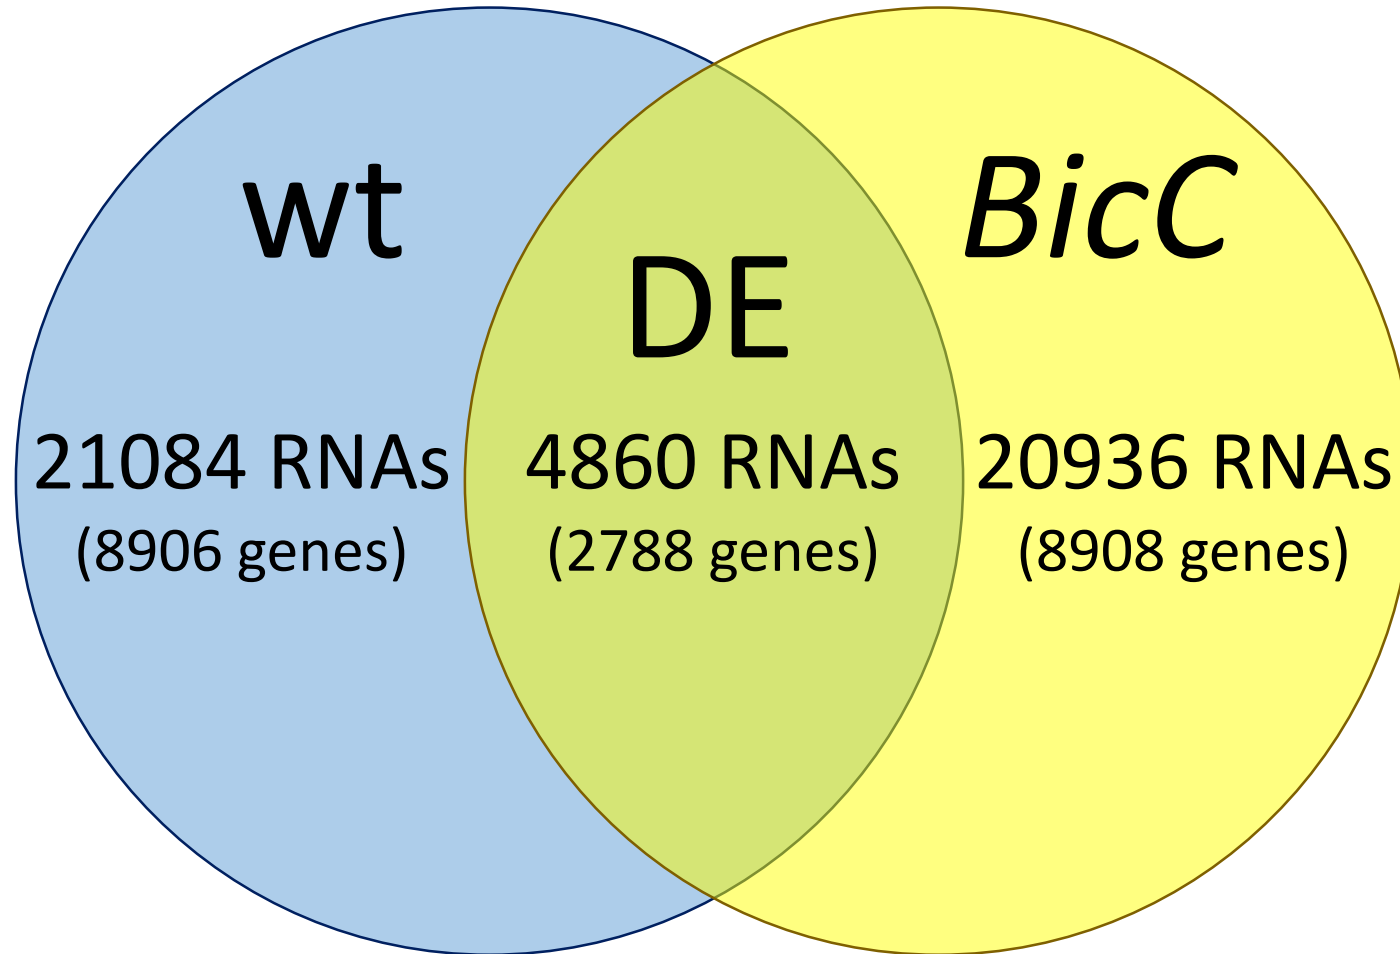 wt
DE
BicC
21084 RNAs
(8906 genes)
4860 RNAs
(2788 genes)
20936 RNAs
(8908 genes)